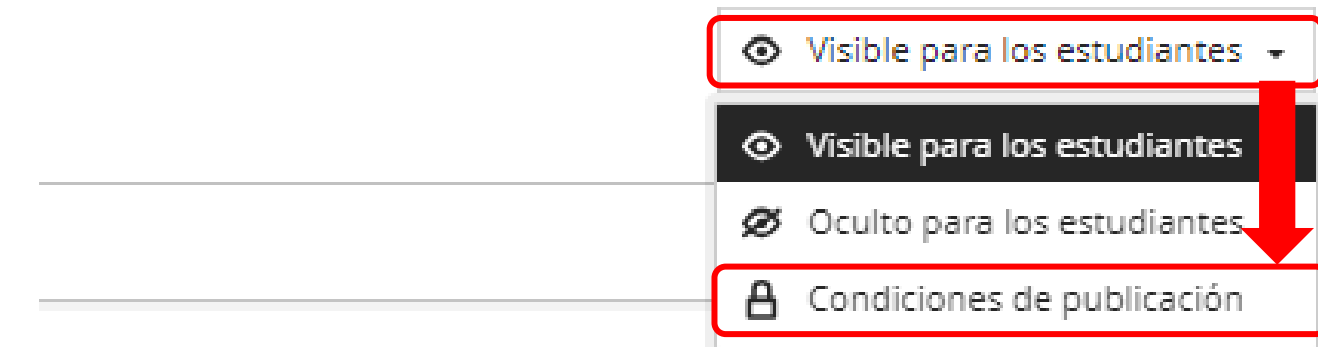 Visible para los estudiantes
Visible para los estudiantes
Oculto para los estudiantes
Condiciones de publicación